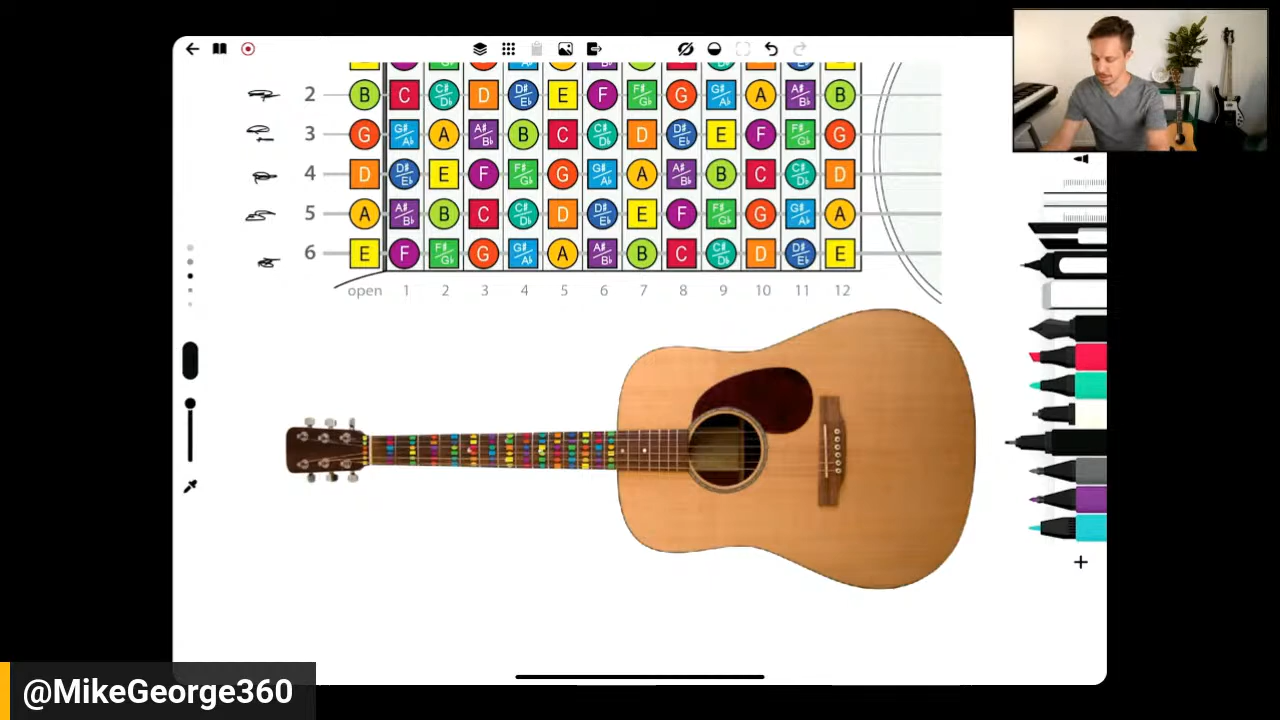 2 B C C#/Db D D#/Eb E F F#/Gb G G#/Ab A A#/Bb B
3 G G#/Ab A A#/Bb B C C#/Db D D#/Eb E F F#/Gb G
4 D D#/Eb E F F#/Gb G G#/Ab A A#/Bb B C C#/Db D
5 A A#/Bb B C C#/Db D D#/Eb E F F#/Gb G G#/Ab A
6 E F F#/Gb G G#/Ab A A#/Bb B C C#/Db D D#/Eb E
open 1 2 3 4 5 6 7 8 9 10 11 12
@MikeGeorge360